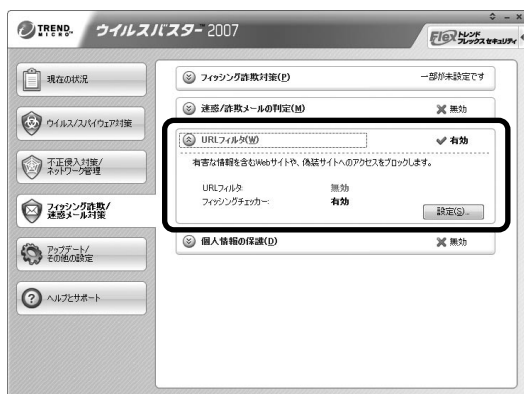 TREND MICRO ウイルスバスター™ 2007
Flex トレンド フレックス セキュリティ
現在の状況
ウイルス/スパイウェア対策
不正侵入対策/
ネットワーク管理
フィッシング詐欺/
迷惑メール対策
アップデート/
その他の設定
ヘルプとサポート
フィッシング詐欺対策(P) 一部が未設定です
迷惑/詐欺メールの判定(M) 無効
URLフィルタ(W) 有効
有害な情報を含むWebサイトや、偽装サイトへのアクセスをブロックします。
URLフィルタ: 無効
フィッシングチェッカー: 有効
設定(S)...
個人情報の保護(D) 無効